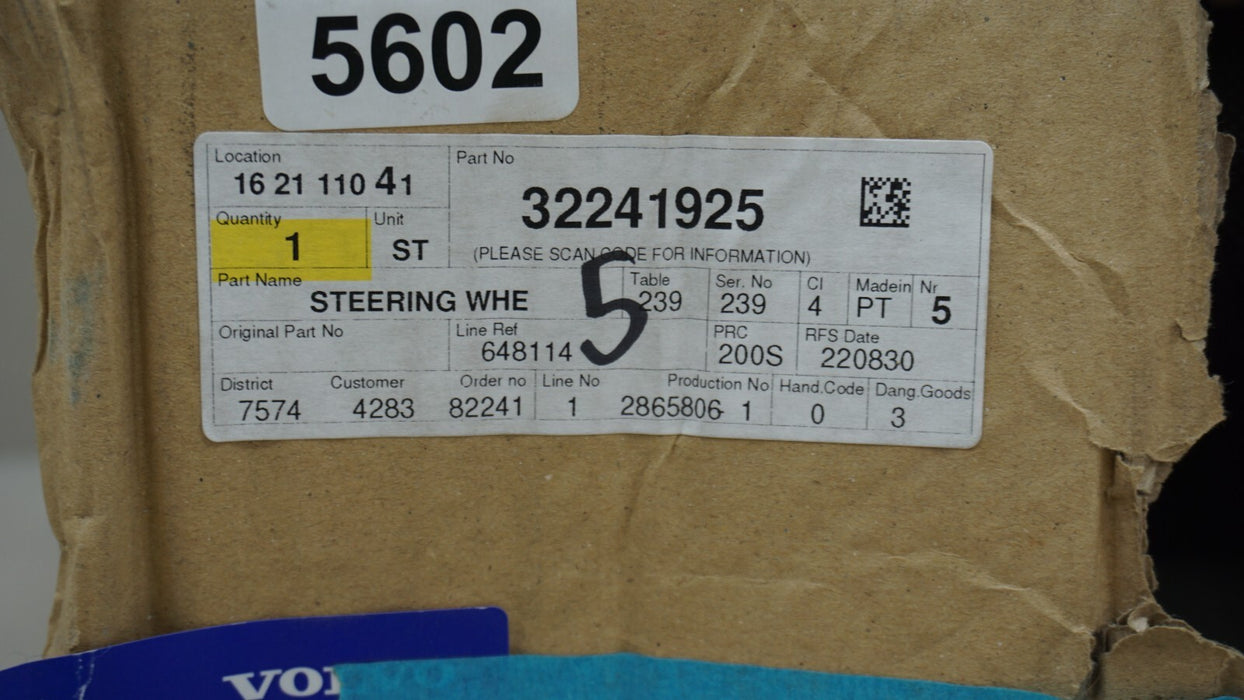 5602
Location
16 21 110 41
Part No
32241925
Quantity
1
Unit
ST
(PLEASE SCAN CODE FOR INFORMATION)
Part Name
STEERING WHE
5
Table
239
Ser. No
239
CI
4
Madein
PT
Nr
5
Original Part No
Line Ref
648114
PRC
200S
RFS Date
220830
District
7574
Customer
4283
Order no
82241
Line No
1
Production No
2865806- 1
Hand.Code
0
Dang.Goods
3
VOLVO